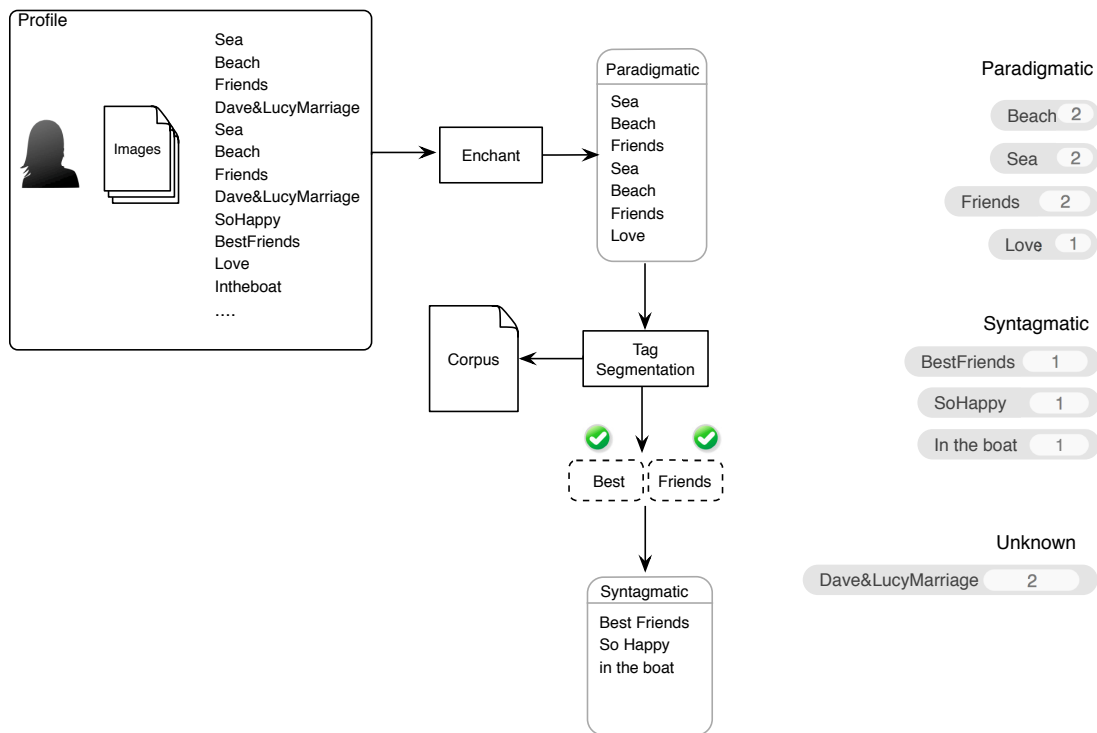 Profile
Sea
Beach
Friends
Dave&LucyMarriage
Sea
Beach
Friends
Dave&LucyMarriage
SoHappy
BestFriends
Love
Intheboat
....
Images
Enchant
Paradigmatic
Sea
Beach
Friends
Sea
Beach
Friends
Love
Corpus
Tag
Segmentation
Best
Friends
Syntagmatic
Best Friends
So Happy
in the boat
Paradigmatic
Beach 2
Sea 2
Friends 2
Love 1
Syntagmatic
BestFriends 1
SoHappy 1
In the boat 1
Unknown
Dave&LucyMarriage 2